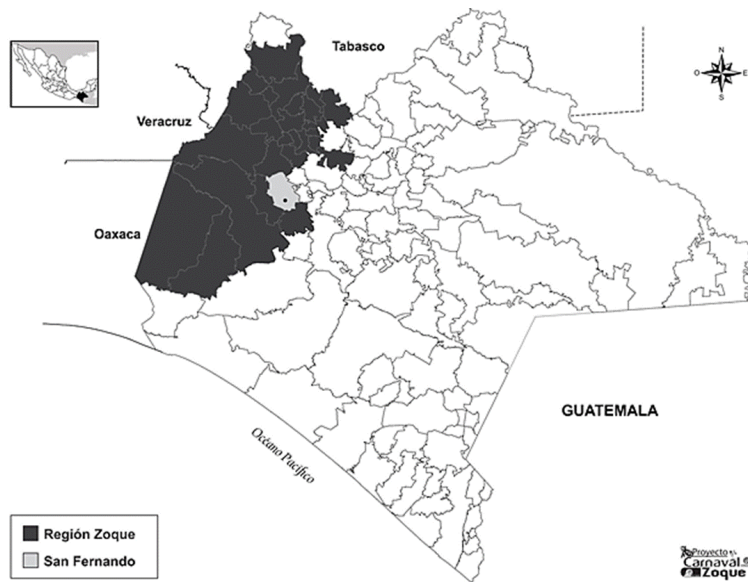 Tabasco
N
O
E
S
Veracruz
Oaxaca
GUATEMALA
Océano Pacífico
Región Zoque
San Fernando
Proyecto
Carnaval
Zoque